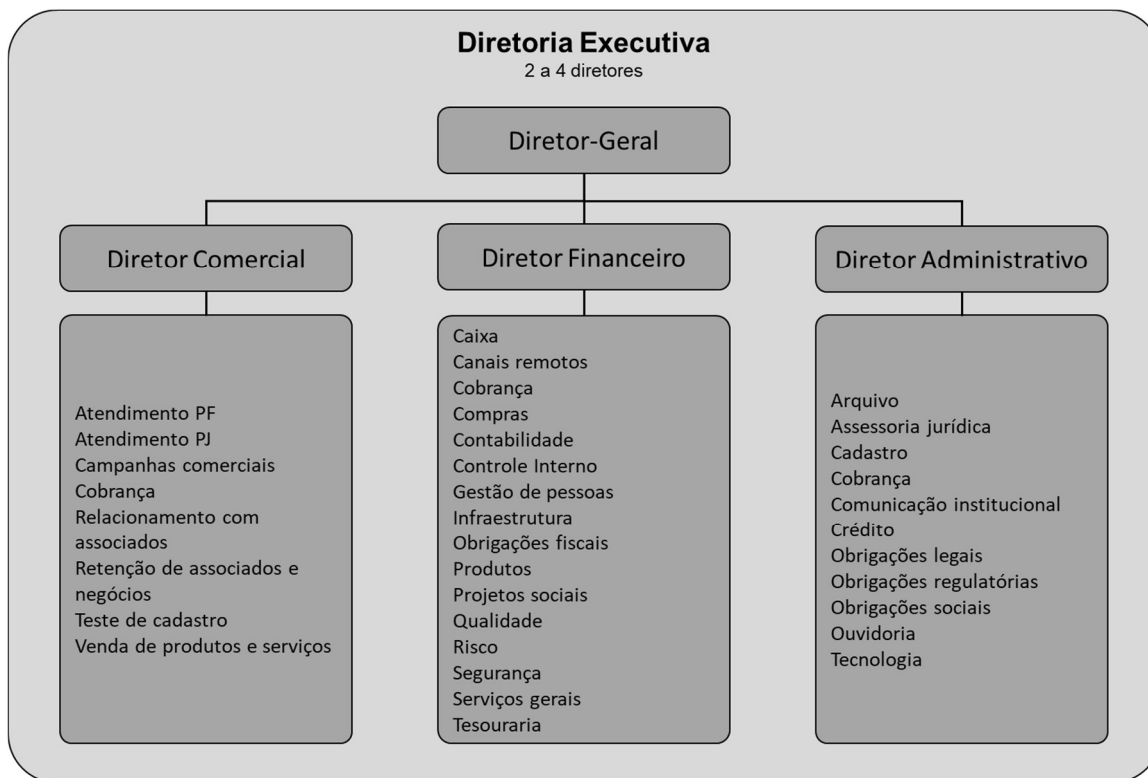 Diretoria Executiva
2 a 4 diretores
Diretor-Geral
Diretor Comercial
Diretor Financeiro
Diretor Administrativo
Atendimento PF
Atendimento PJ
Campanhas comerciais
Cobrança
Relacionamento com
associados
Retenção de associados e
negócios
Teste de cadastro
Venda de produtos e serviços
Caixa
Canais remotos
Cobrança
Compras
Contabilidade
Controle Interno
Gestão de pessoas
Infraestrutura
Obrigações fiscais
Produtos
Projetos sociais
Qualidade
Risco
Segurança
Serviços gerais
Tesouraria
Arquivo
Assessoria jurídica
Cadastro
Cobrança
Comunicação institucional
Crédito
Obrigações legais
Obrigações regulatórias
Obrigações sociais
Ouvidoria
Tecnologia